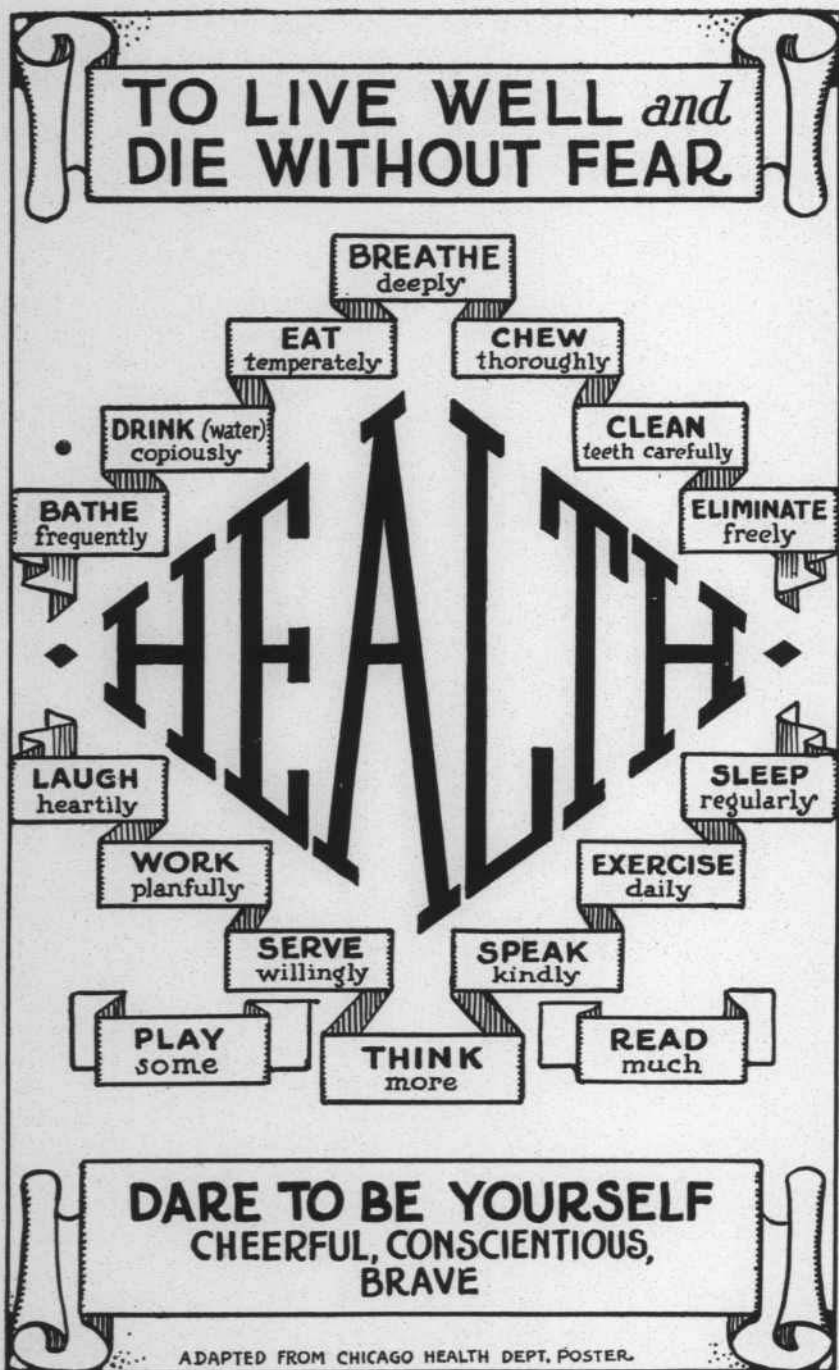 TO LIVE WELL and
DIE WITHOUT FEAR
BREATHE
deeply
EAT
temperately
CHEW
thoroughly
DRINK (water)
copiously
CLEAN
teeth carefully
BATHE
frequently
ELIMINATE
freely
HEALTH
LAUGH
heartily
SLEEP
regularly
WORK
planfully
EXERCISE
daily
SERVE
willingly
SPEAK
kindly
PLAY
some
THINK
more
READ
much
DARE TO BE YOURSELF
CHEERFUL, CONSCIENTIOUS,
BRAVE
ADAPTED FROM CHICAGO HEALTH DEPT. POSTER